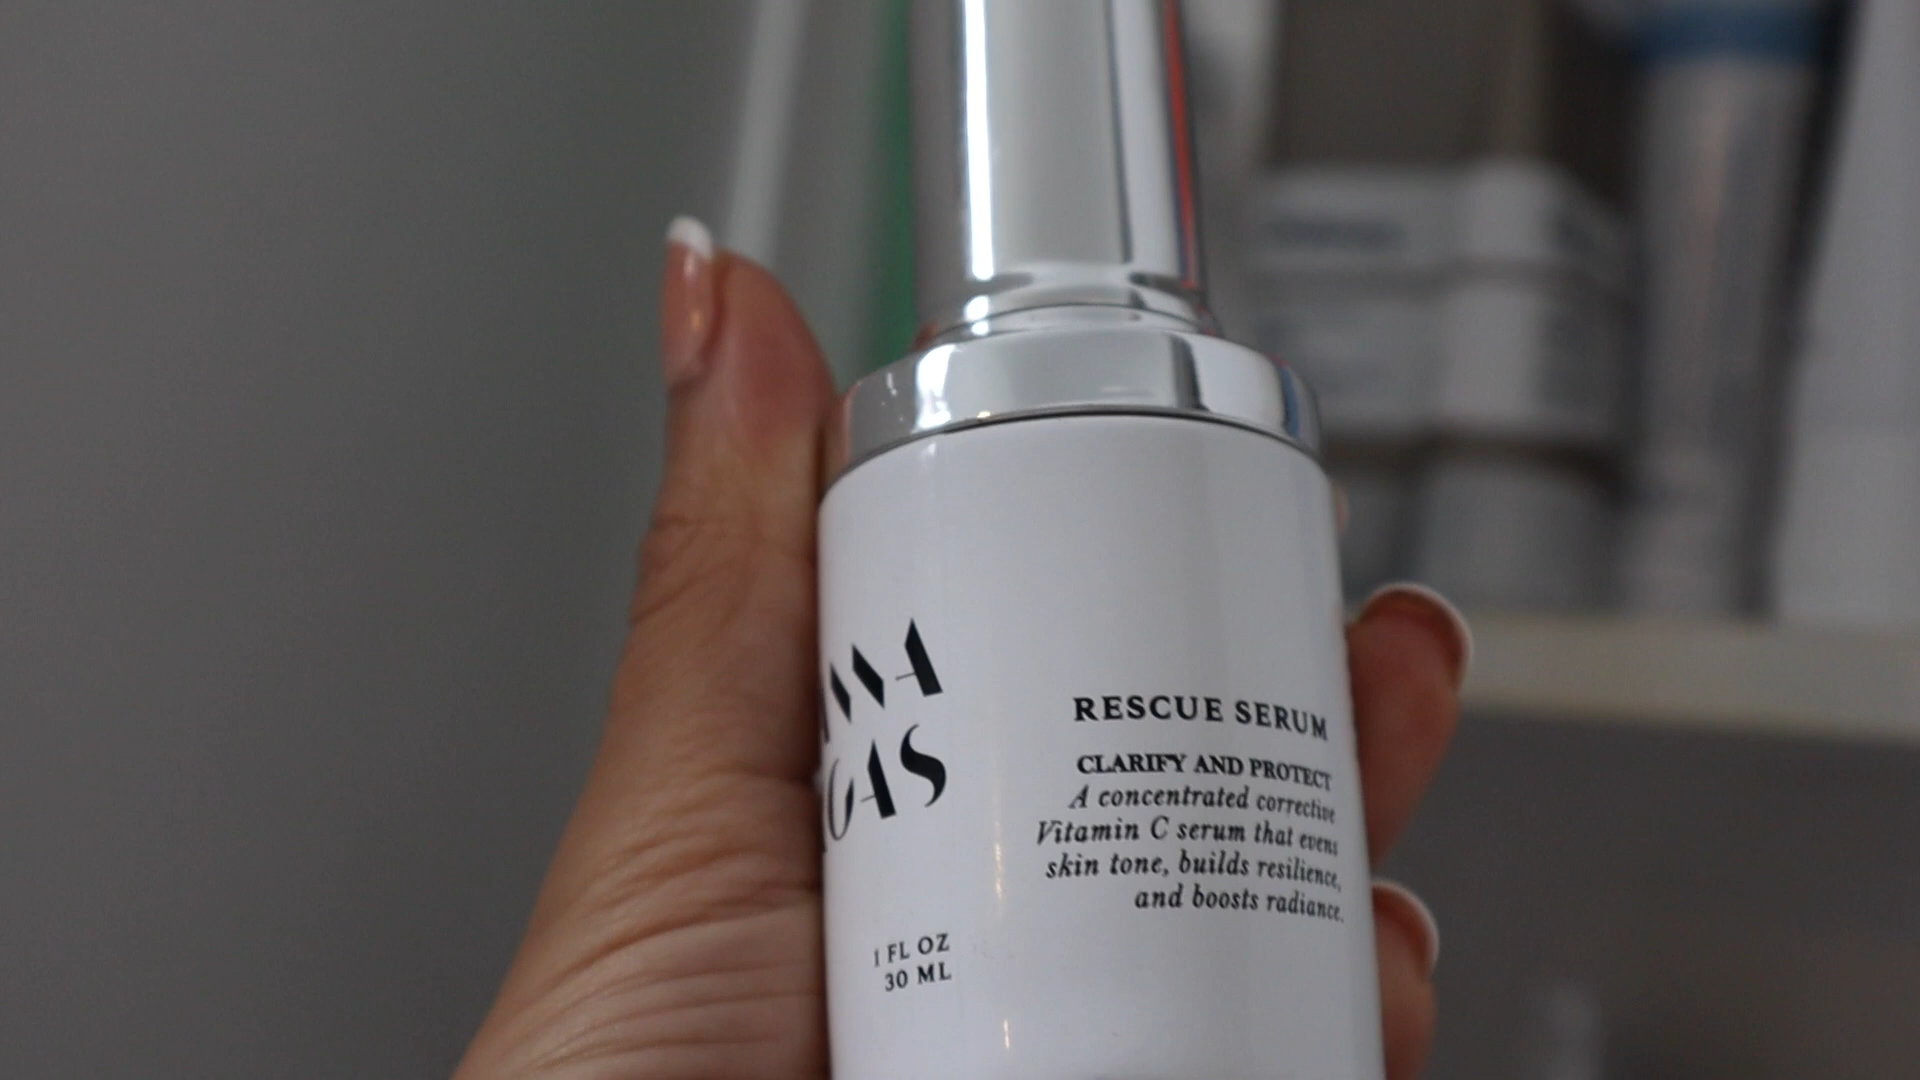 RESCUE SERUM
CLARIFY AND PROTECT
A concentrated corrective
Vitamin C serum that evens
skin tone, builds resilience,
and boosts radiance.
1 FL OZ
30 ML